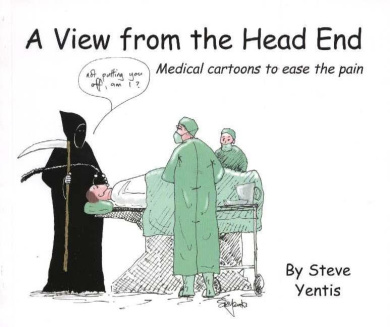 A View from the Head End
Medical cartoons to ease the pain
not putting you
off, am I?
By Steve
Yentis